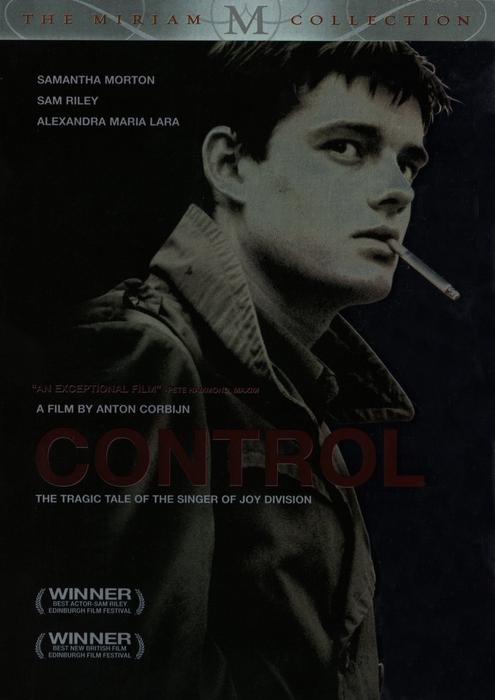 THE MIRIAM M COLLECTION
SAMANTHA MORTON
SAM RILEY
ALEXANDRA MARIA LARA
"AN EXCEPTIONAL FILM" -PETE HAMMOND, MAXIM
A FILM BY ANTON CORBIJN
CONTROL
THE TRAGIC TALE OF THE SINGER OF JOY DIVISION
WINNER
BEST ACTOR-SAM RILEY
EDINBURGH FILM FESTIVAL
WINNER
BEST NEW BRITISH FILM
EDINBURGH FILM FESTIVAL